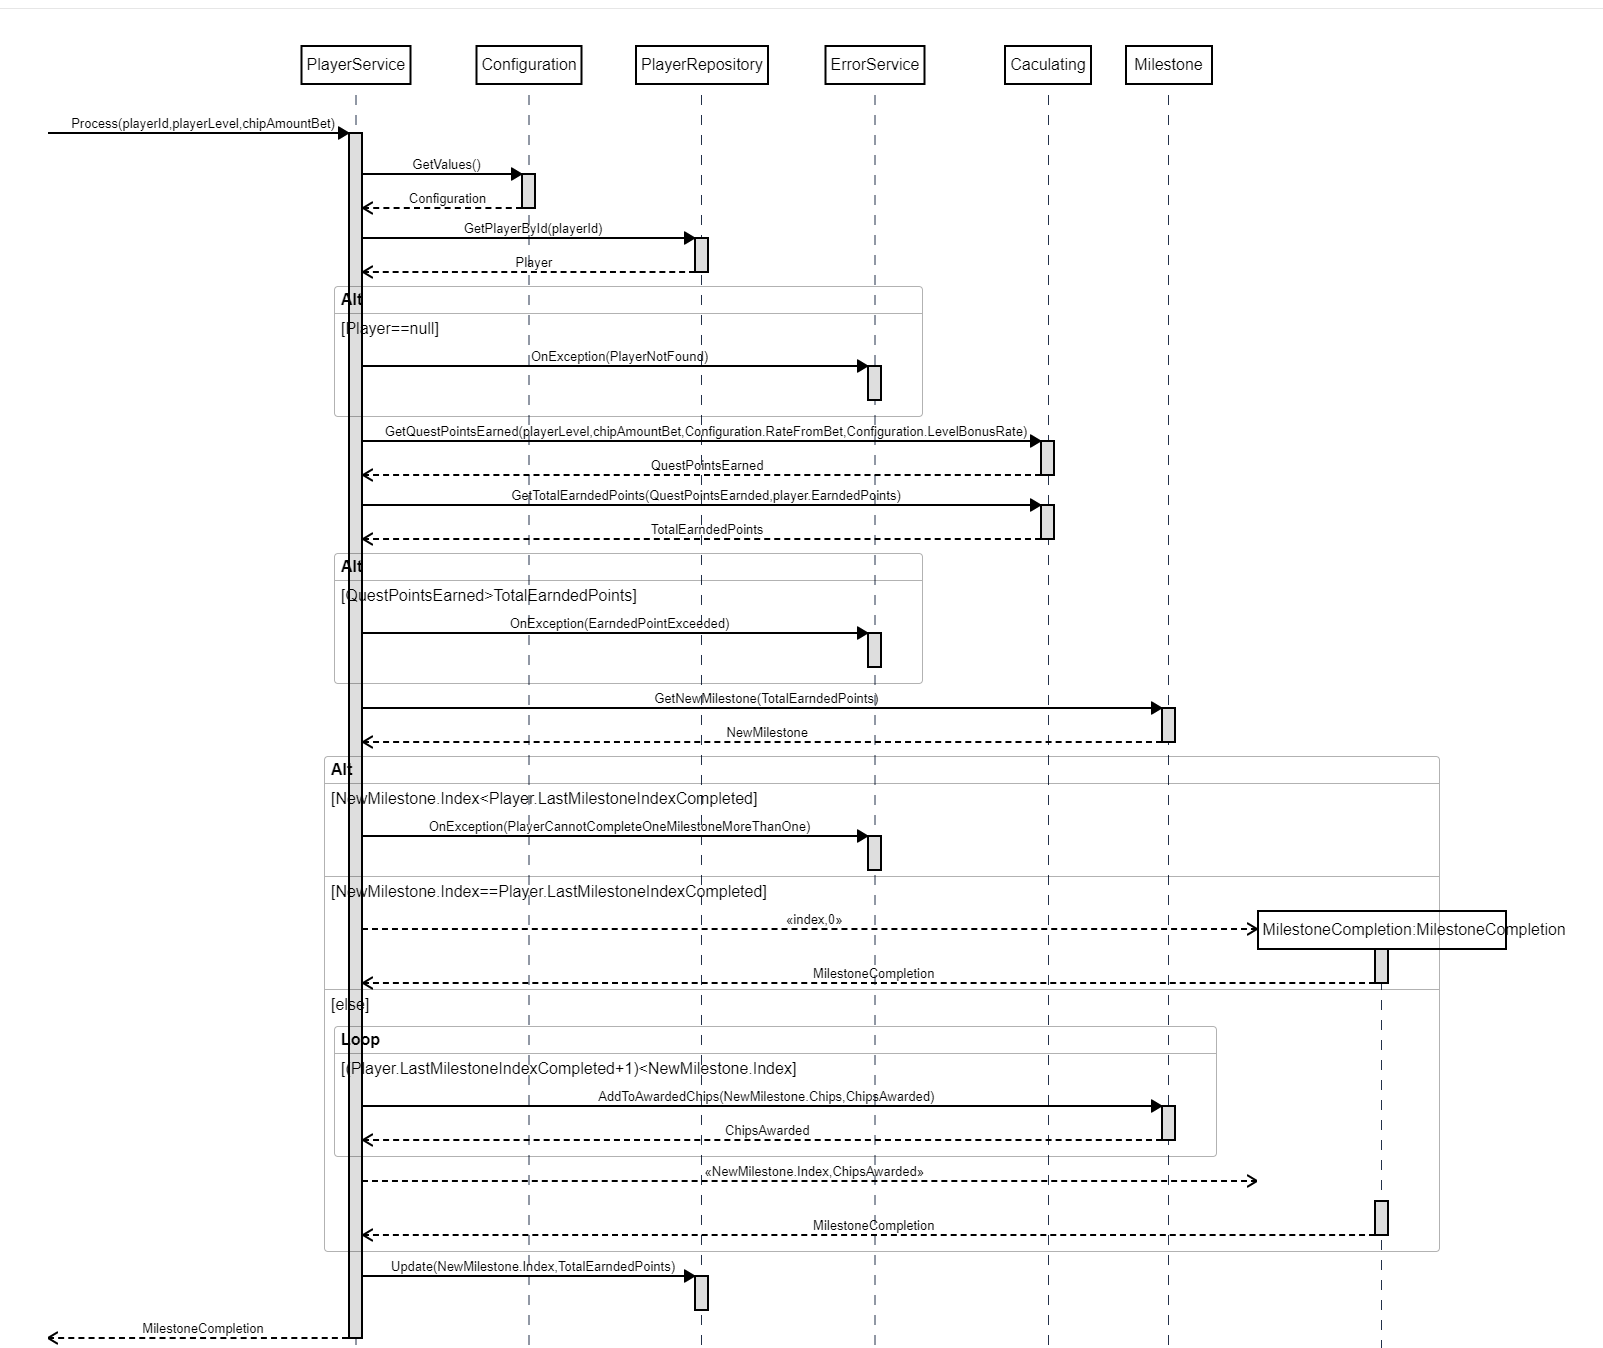 PlayerService
Configuration
PlayerRepository
ErrorService
Caculating
Milestone
Process(playerId,playerLevel,chipAmountBet)
GetValues()
Configuration
GetPlayerById(playerId)
Player
Alt
[Player==null]
OnException(PlayerNotFound)
GetQuestPointsEarned(playerLevel,chipAmountBet,Configuration.RateFromBet,Configuration.LevelBonusRate)
QuestPointsEarned
GetTotalEarndedPoints(QuestPointsEarnded,player.EarndedPoints)
TotalEarndedPoints
Alt
[QuestPointsEarned>TotalEarndedPoints]
OnException(EarndedPointExceeded)
GetNewMilestone(TotalEarndedPoints)
NewMilestone
Alt
[NewMilestone.Index<Player.LastMilestoneIndexCompleted]
OnException(PlayerCannotCompleteOneMilestoneMoreThanOne)
[NewMilestone.Index==Player.LastMilestoneIndexCompleted]
«index,0»
MilestoneCompletion:MilestoneCompletion
MilestoneCompletion
[else]
Loop
[(Player.LastMilestoneIndexCompleted+1)<NewMilestone.Index]
AddToAwardedChips(NewMilestone.Chips,ChipsAwarded)
ChipsAwarded
«NewMilestone.Index,ChipsAwarded»
MilestoneCompletion
Update(NewMilestone.Index,TotalEarndedPoints)
MilestoneCompletion